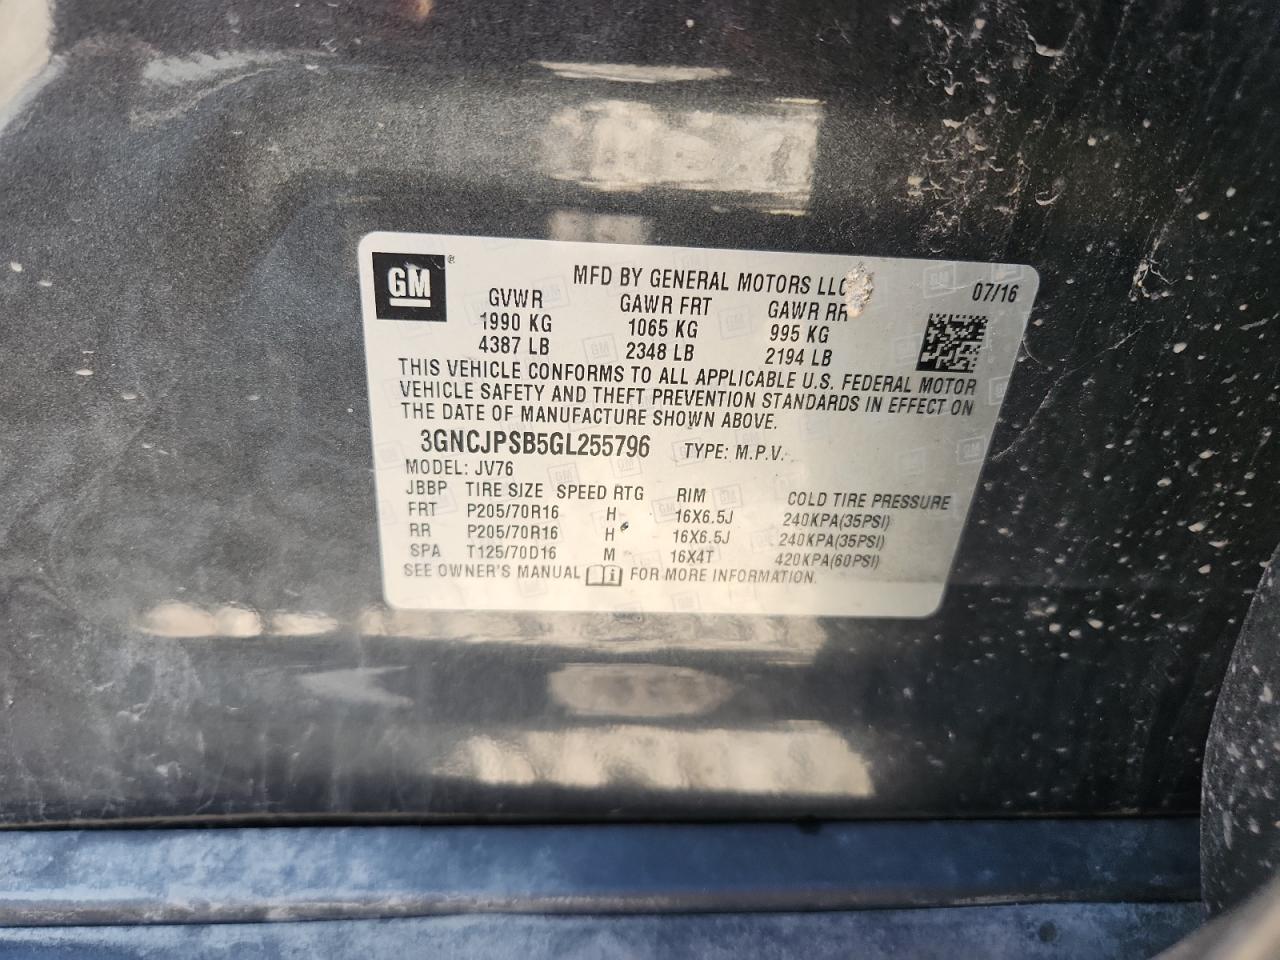 GM ®
MFD BY GENERAL MOTORS LLC 07/16
GVWR GAWR FRT GAWR RR
1990 KG 1065 KG 995 KG
4387 LB 2348 LB 2194 LB
THIS VEHICLE CONFORMS TO ALL APPLICABLE U.S. FEDERAL MOTOR
VEHICLE SAFETY AND THEFT PREVENTION STANDARDS IN EFFECT ON
THE DATE OF MANUFACTURE SHOWN ABOVE.
3GNCJPSB5GL255796 TYPE: M.P.V.
MODEL: JV76
JBBP TIRE SIZE SPEED RTG RIM COLD TIRE PRESSURE
FRT P205/70R16 H 16X6.5J 240KPA(35PSI)
RR P205/70R16 H 16X6.5J 240KPA(35PSI)
SPA T125/70D16 M 16X4T 420KPA(60PSI)
SEE OWNER'S MANUAL FOR MORE INFORMATION.